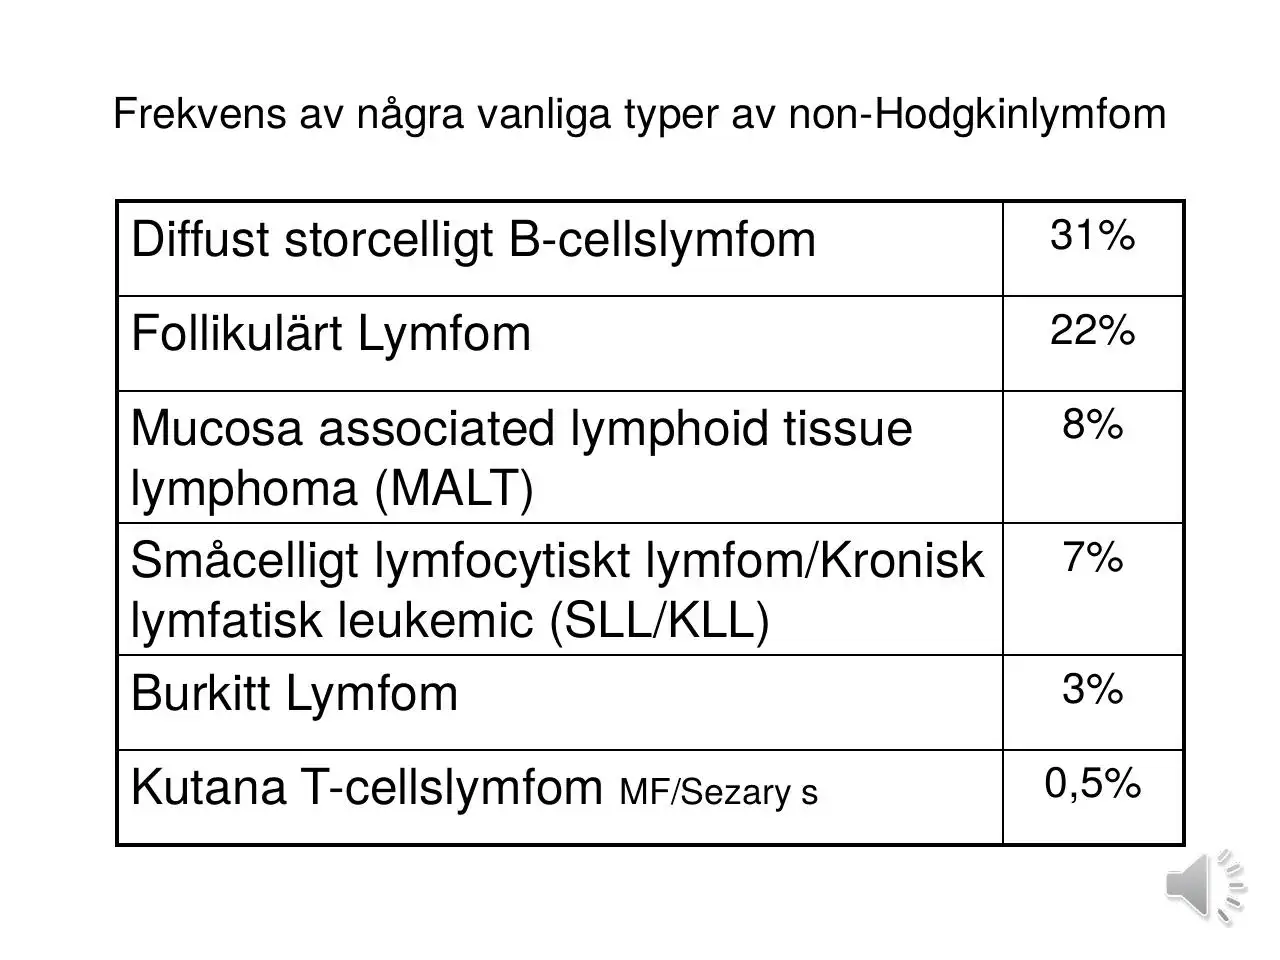 Frekvens av några vanliga typer av non-Hodgkinlymfom
Diffust storcelligt B-cellslymfom 31%
Follikulärt Lymfom 22%
Mucosa associated lymphoid tissue 8%
lymphoma (MALT)
Småcelligt lymfocytiskt lymfom/Kronisk 7%
lymfatisk leukemic (SLL/KLL)
Burkitt Lymfom 3%
Kutana T-cellslymfom MF/Sezary s 0,5%